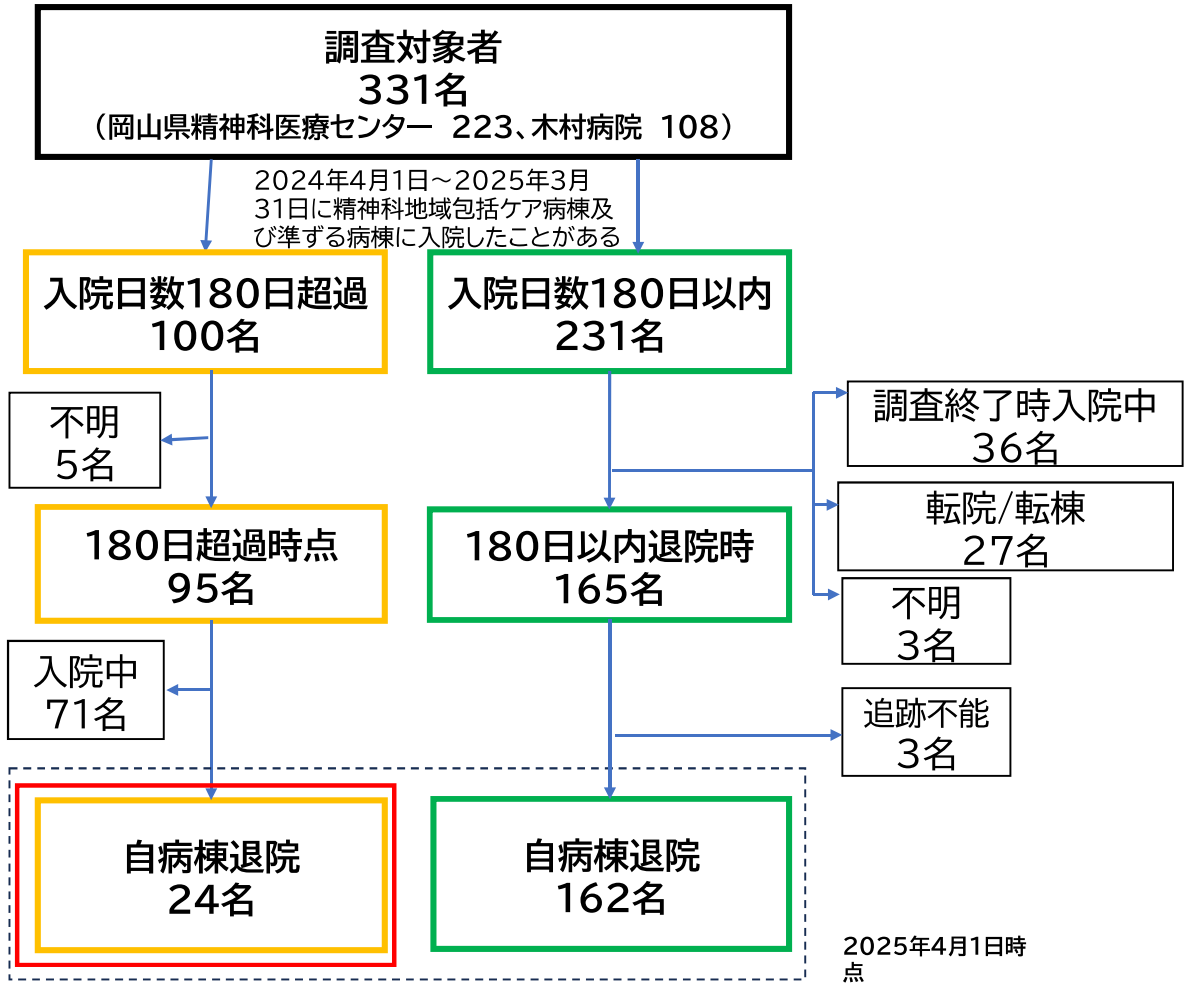 調査対象者
331名
（岡山県精神科医療センター　223、木村病院　108）
2024年4月1日～2025年3月
31日に精神科地域包括ケア病棟及
び準ずる病棟に入院したことがある
入院日数180日超過
100名
入院日数180日以内
231名
不明
5名
調査終了時入院中
36名
転院/転棟
27名
不明
3名
180日超過時点
95名
180日以内退院時
165名
入院中
71名
追跡不能
3名
自病棟退院
24名
自病棟退院
162名
2025年4月1日時
点